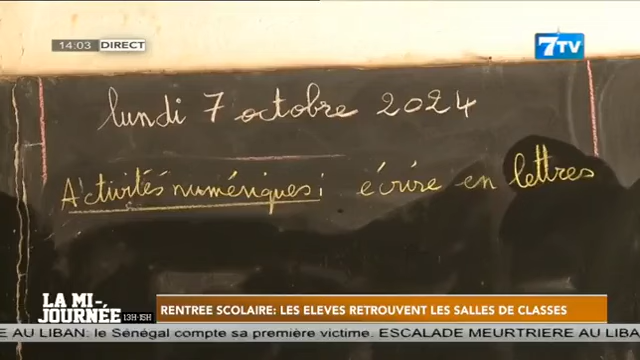 14:03 DIRECT
7TV
lundi 7 octobre 2024
Activités numériques : écrire en lettres
LA MI-
JOURNÉE
13H-15H
RENTREE SCOLAIRE: LES ELEVES RETROUVENT LES SALLES DE CLASSES
E AU LIBAN: le Sénégal compte sa première victime. ESCALADE MEURTRIERE AU LIBA